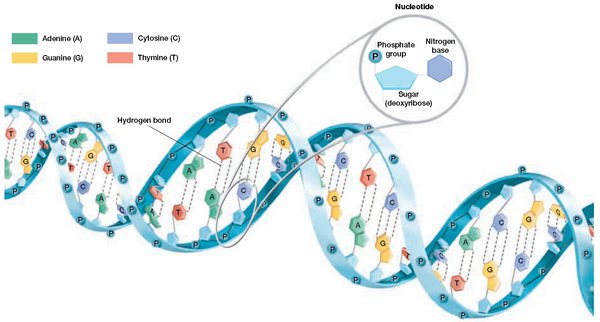 Nucleotide
Adenine (A)
Cytosine (C)
Guanine (G)
Thymine (T)
Phosphate
group
Nitrogen
base
P
Sugar
(deoxyribose)
Hydrogen bond
P P P P P P P P
T C A G T A G G C T C
G C A C T A A C A G T C G A C G C
T G C
P P P P P P P P